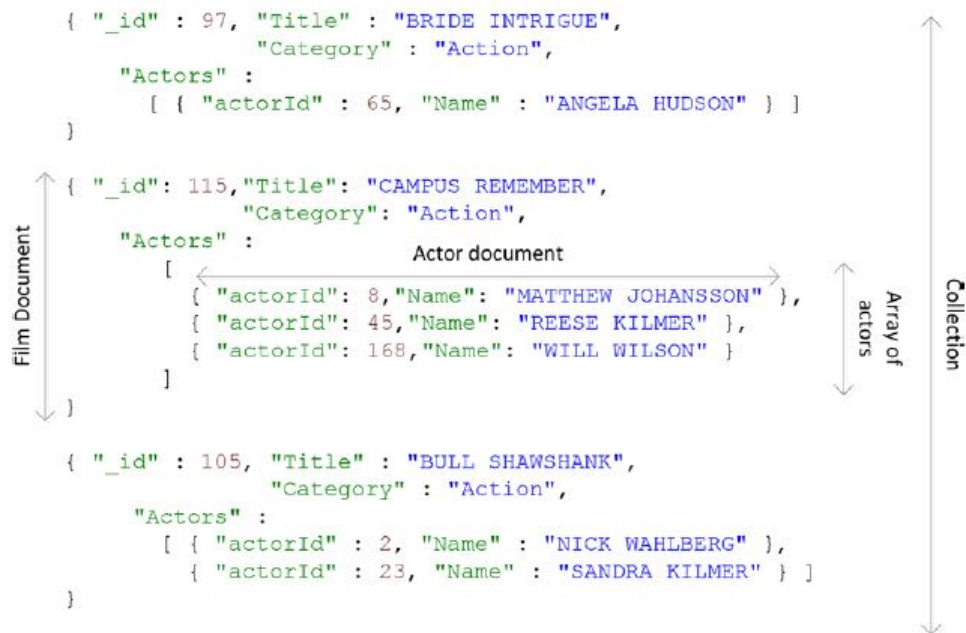 { "_id" : 97, "Title" : "BRIDE INTRIGUE",
"Category" : "Action",
"Actors" :
[ { "actorId" : 65, "Name" : "ANGELA HUDSON" } ]
}
{ "_id": 115,"Title": "CAMPUS REMEMBER",
"Category": "Action",
"Actors" :
Actor document
[
{ "actorId": 8,"Name": "MATTHEW JOHANSSON" },
{ "actorId": 45,"Name": "REESE KILMER" },
{ "actorId": 168,"Name": "WILL WILSON" }
]
}
Film Document
Array of
actors
Collection
{ "_id" : 105, "Title" : "BULL SHAWSHANK",
"Category" : "Action",
"Actors" :
[ { "actorId" : 2, "Name" : "NICK WAHLBERG" },
{ "actorId" : 23, "Name" : "SANDRA KILMER" } ]
}